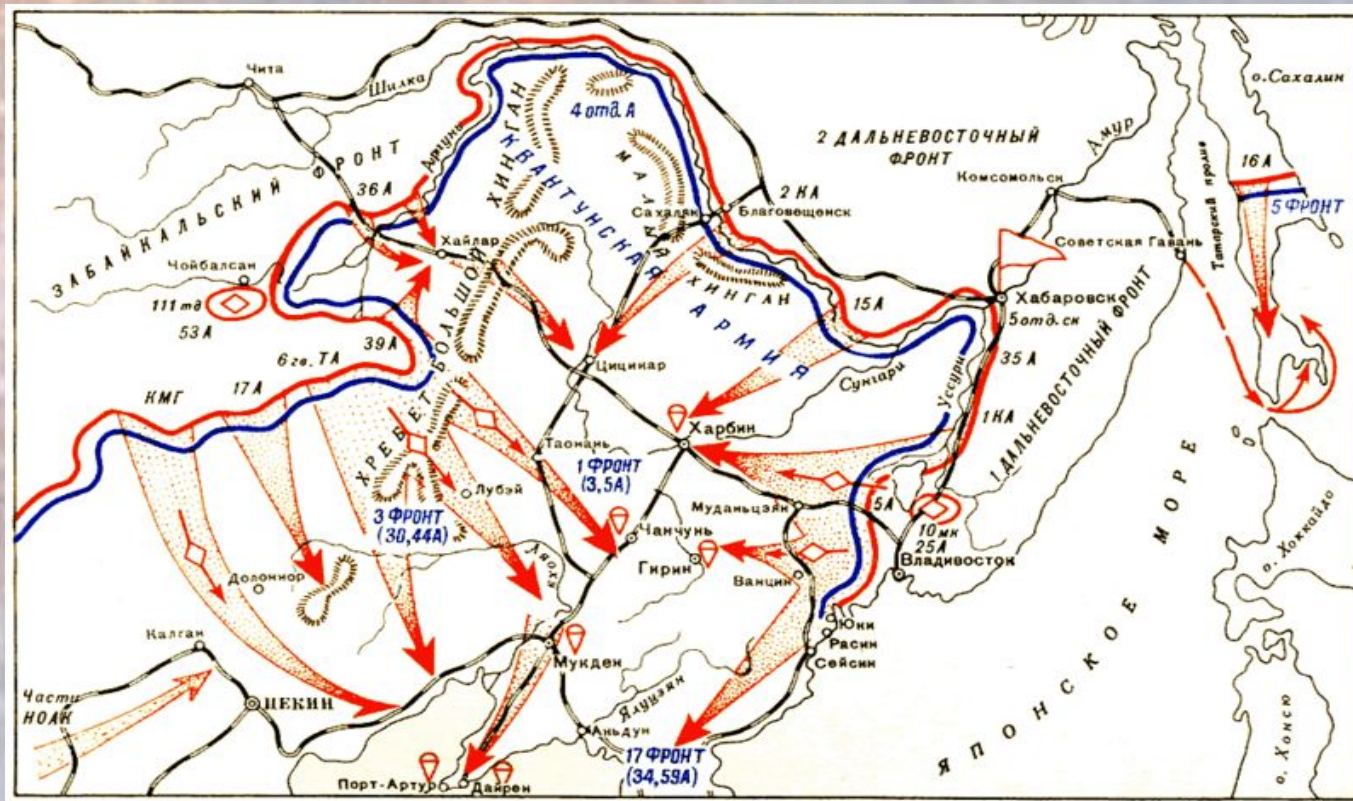 Чита
Шилка
Аргунь
ЗАБАЙКАЛЬСКИЙ ФРОНТ
36А
Хайлар
Чойбалсан
111 тд
53А
39А
6 гв. ТА
17А
КМГ
ХРЕБЕТ БОЛЬШОЙ ХИНГАН
4 отд. А
КВАНТУНСКАЯ АРМИЯ
МАЛЫЙ ХИНГАН
Сахалян
Благовещенск
2 КА
2 ДАЛЬНЕВОСТОЧНЫЙ
ФРОНТ
Амур
Комсомольск
Татарский пролив
о. Сахалин
16А
5 ФРОНТ
Советская Гавань
Хабаровск
5 отд. ск
15А
35А
1КА
1 ДАЛЬНЕВОСТОЧНЫЙ ФРОНТ
Уссури
Сунгари
Цицикар
Харбин
Таонань
1 ФРОНТ
(3,5А)
Лубэй
3 ФРОНТ
(30,44А)
Чанчунь
Гирин
Муданьцзян
5А
10 мк
25А
Владивосток
Ванцин
Юки
Расин
Сейсин
Ляохэ
Долоннор
Калган
Части
НОАК
ПЕКИН
Мукден
Ялуцзян
Аньдун
17 ФРОНТ
(34,59А)
Порт-Артур
Дайрен
ЯПОНСКОЕ МОРЕ
о. Хоккайдо
о. Хонсю